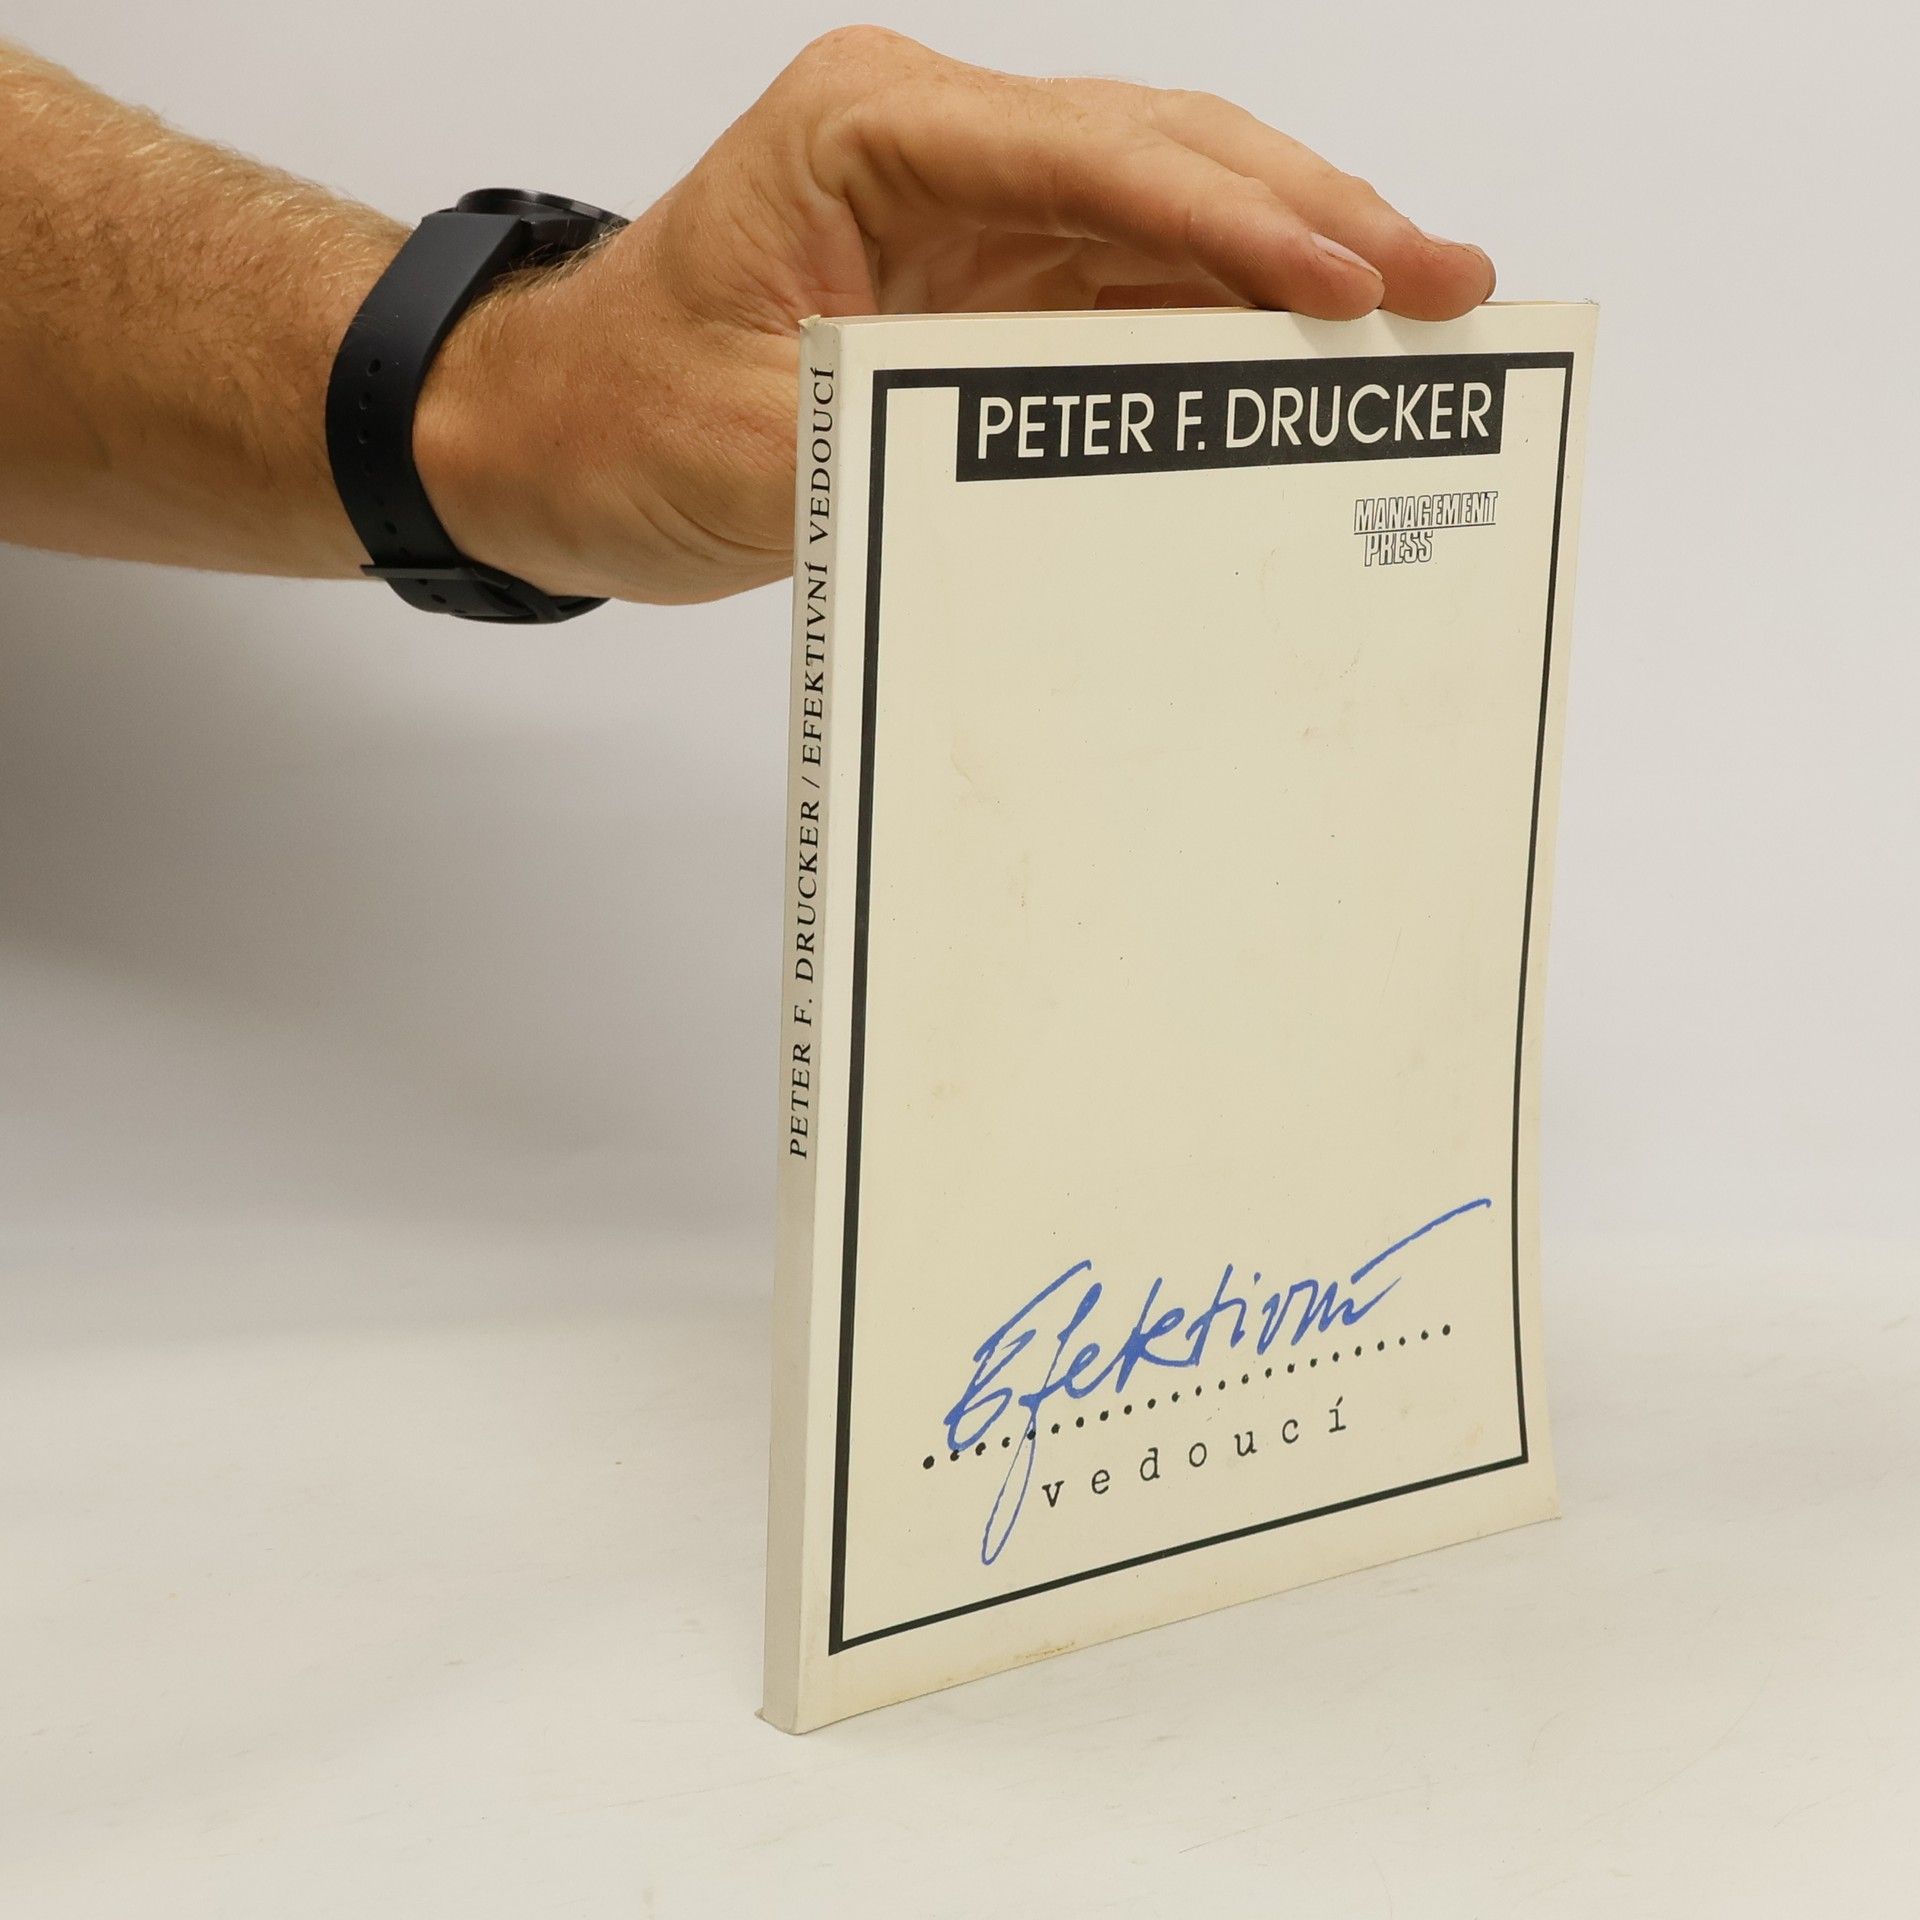 PETER F. DRUCKER / EFEKTIVNÍ VEDOUCÍ
PETER F. DRUCKER
MANAGEMENT
PRESS
Efektivní
vedoucí